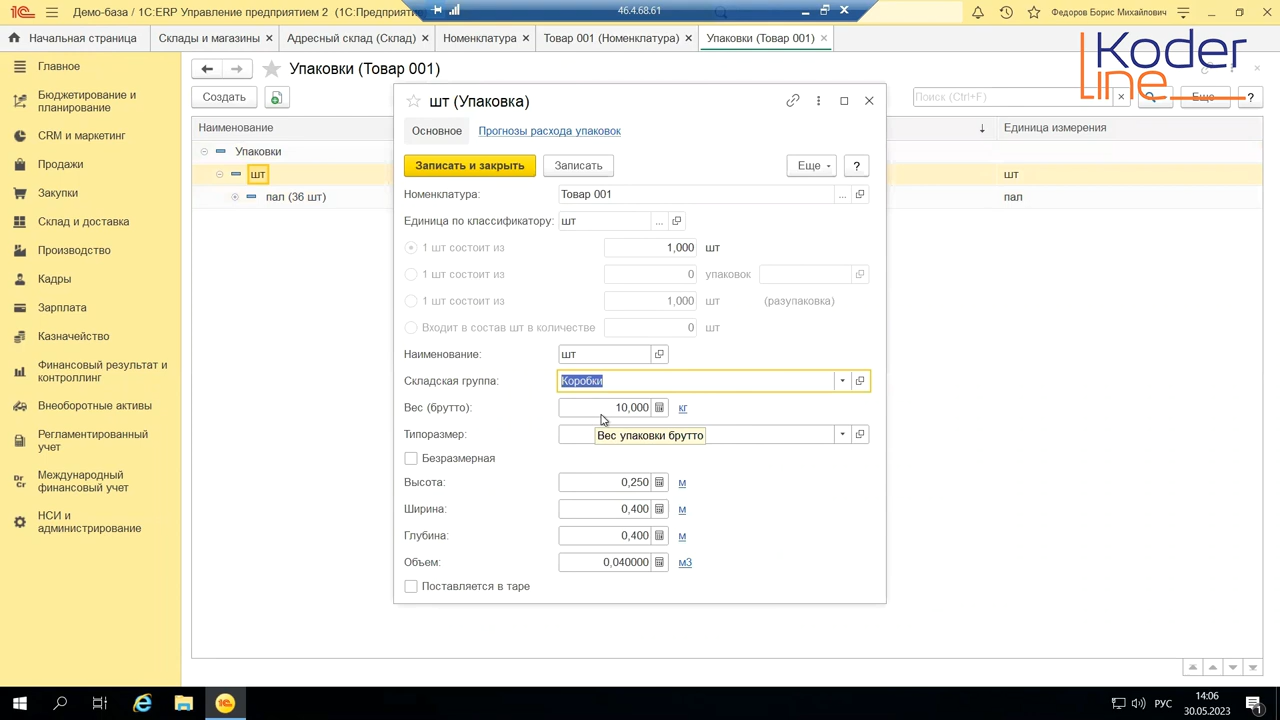 Демо-база / 1С:ERP Управление предприятием 2 (1С:Предприяти
46.4.68.61
Федоров Борис Михайлович
Начальная страница
Склады и магазины ×
Адресный склад (Склад) ×
Номенклатура ×
Товар 001 (Номенклатура) ×
Упаковки (Товар 001) ×
Koder
line
Главное
Бюджетирование и
планирование
CRM и маркетинг
Продажи
Закупки
Склад и доставка
Производство
Кадры
Зарплата
Казначейство
Финансовый результат и
контроллинг
Внеоборотные активы
Регламентированный
учет
Международный
финансовый учет
НСИ и
администрирование
Упаковки (Товар 001)
Создать
Поиск (Ctrl+F)
×
Еще
?
Наименование
Единица измерения
Упаковки
шт
шт
пал (36 шт)
пал
шт (Упаковка)
Основное
Прогнозы расхода упаковок
Записать и закрыть
Записать
Еще
?
Номенклатура: Товар 001 ...
Единица по классификатору: шт ...
1 шт состоит из 1,000 шт
1 шт состоит из 0 упаковок
1 шт состоит из 1,000 шт (разупаковка)
Входит в состав шт в количестве 0 шт
Наименование: шт
Складская группа: Коробки
Вес (брутто): 10,000 кг
Типоразмер:
Вес упаковки брутто
Безразмерная
Высота: 0,250 м
Ширина: 0,400 м
Глубина: 0,400 м
Объем: 0,040000 м3
Поставляется в таре
РУС
14:06
30.05.2023
1